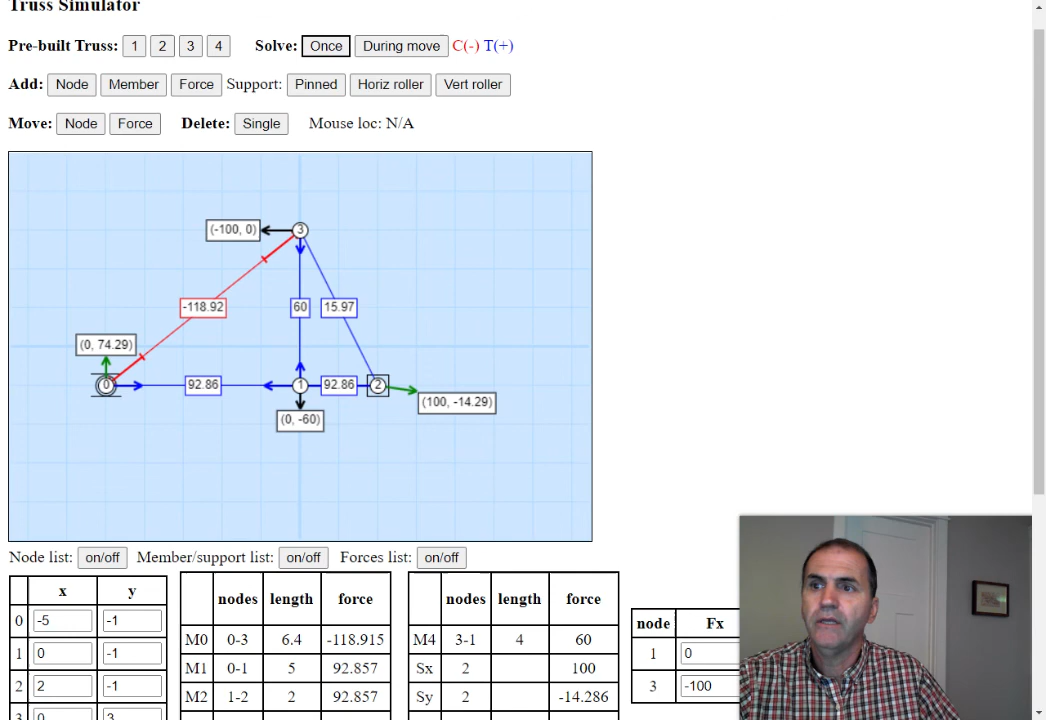 Truss Simulator
Pre-built Truss: 1 2 3 4 Solve: Once During move C(-) T(+)
Add: Node Member Force Support: Pinned Horiz roller Vert roller
Move: Node Force Delete: Single Mouse loc: N/A
(-100, 0) 3
-118.92 60 15.97
(0, 74.29)
0 92.86 1 92.86 2
(100, -14.29)
(0, -60)
Node list: on/off Member/support list: on/off Forces list: on/off
x y
nodes length force
nodes length force
node Fx
0 -5 -1
M0 0-3 6.4 -118.915
M4 3-1 4 60
1 0 -1
M1 0-1 5 92.857
Sx 2 100
1 0
2 2 -1
M2 1-2 2 92.857
Sy 2 -14.286
3 -100
3 0 3